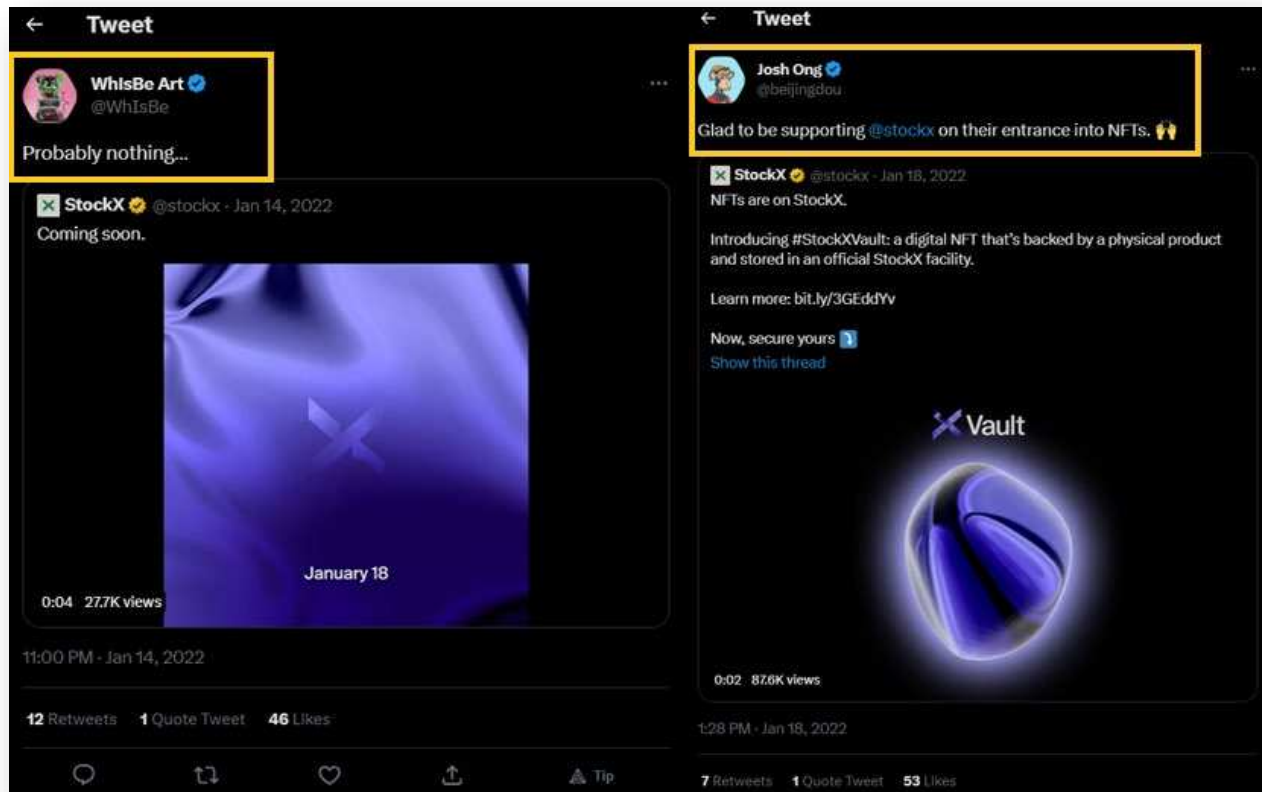 Tweet
WhIsBe Art
@WhIsBe
Probably nothing...
StockX @stockx · Jan 14, 2022
Coming soon.
January 18
0:04 27.7K views
11:00 PM · Jan 14, 2022
12 Retweets 1 Quote Tweet 46 Likes
Tip
Tweet
Josh Ong
@beijingdou
Glad to be supporting @stockx on their entrance into NFTs. 🙌
StockX @stockx · Jan 18, 2022
NFTs are on StockX.
Introducing #StockXVault: a digital NFT that's backed by a physical product
and stored in an official StockX facility.
Learn more: bit.ly/3GEddYv
Now, secure yours ⤵️
Show this thread
Vault
0:02 87.6K views
1:28 PM · Jan 18, 2022
7 Retweets 1 Quote Tweet 53 Likes